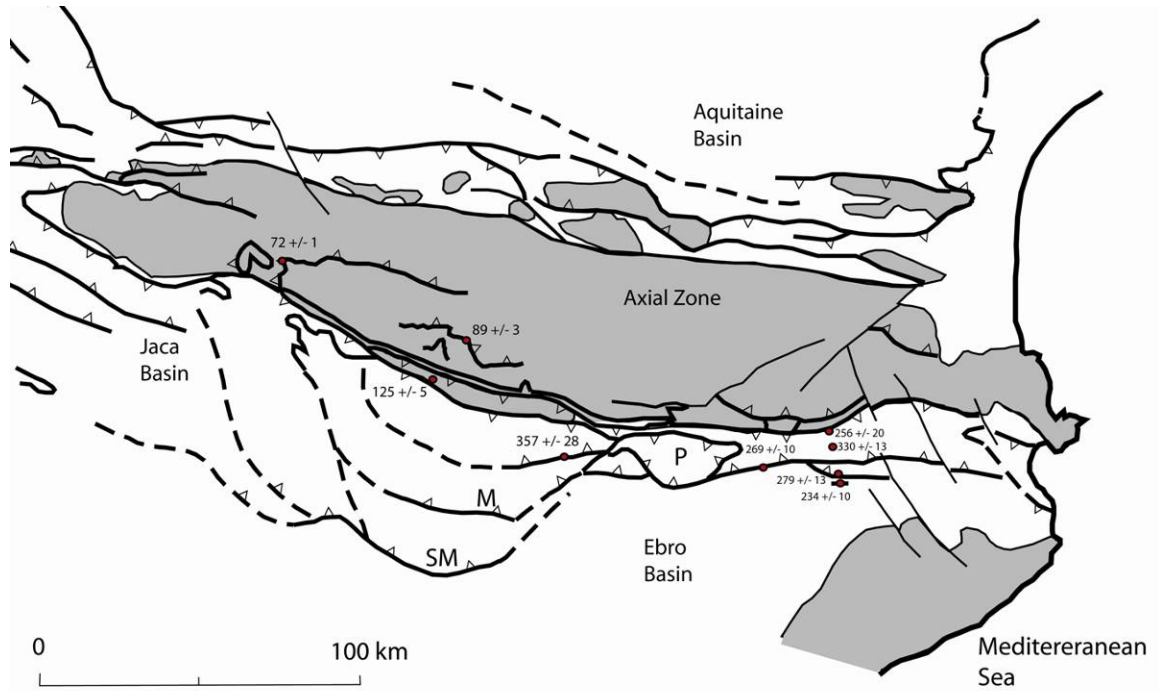 Aquitaine
Basin
72 +/- 1
Axial Zone
89 +/- 3
Jaca
Basin
125 +/- 5
357 +/- 28
P
269 +/- 10
256 +/- 20
330 +/- 13
279 +/- 13
234 +/- 10
M
SM
Ebro
Basin
0
100 km
Meditereranean
Sea